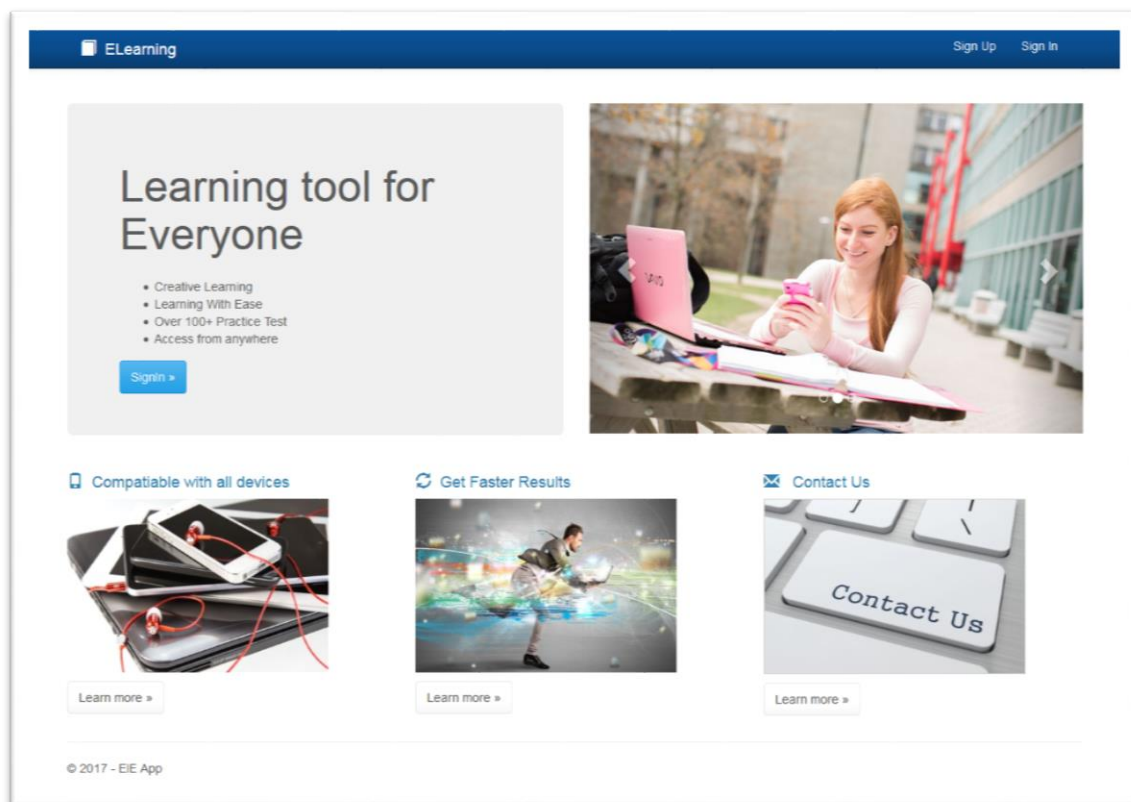 ELearning
Sign Up
Sign In
Learning tool for
Everyone
Creative Learning
Learning With Ease
Over 100+ Practice Test
Access from anywhere
SignIn »
VAIO
Compatiable with all devices
Get Faster Results
Contact Us
Contact Us
Learn more »
Learn more »
Learn more »
© 2017 - EIE App